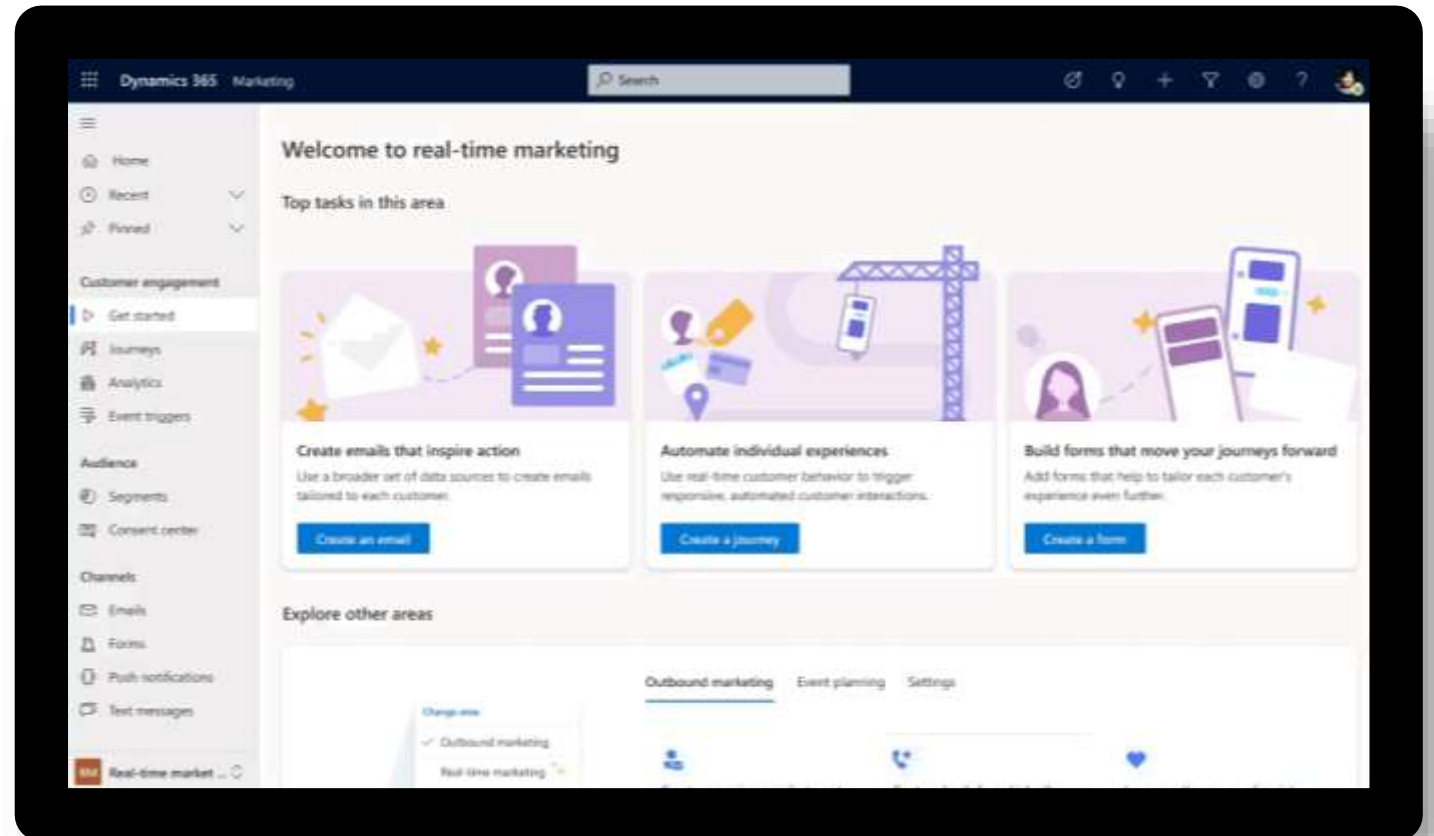 Dynamics 365 Marketing
Search
?
Home
Recent
Pinned
Customer engagement
Get started
Journeys
Analytics
Event triggers
Audience
Segments
Consent center
Channels
Emails
Forms
Push notifications
Text messages
RM Real-time market ...
Welcome to real-time marketing
Top tasks in this area
Create emails that inspire action
Use a broader set of data sources to create emails
tailored to each customer.
Create an email
Automate individual experiences
Use real-time customer behavior to trigger
responsive, automated customer interactions.
Create a journey
Build forms that move your journeys forward
Add forms that help to tailor each customer's
experience even further.
Create a form
Explore other areas
Change area
Outbound marketing
Real-time marketing
Outbound marketing Event planning Settings